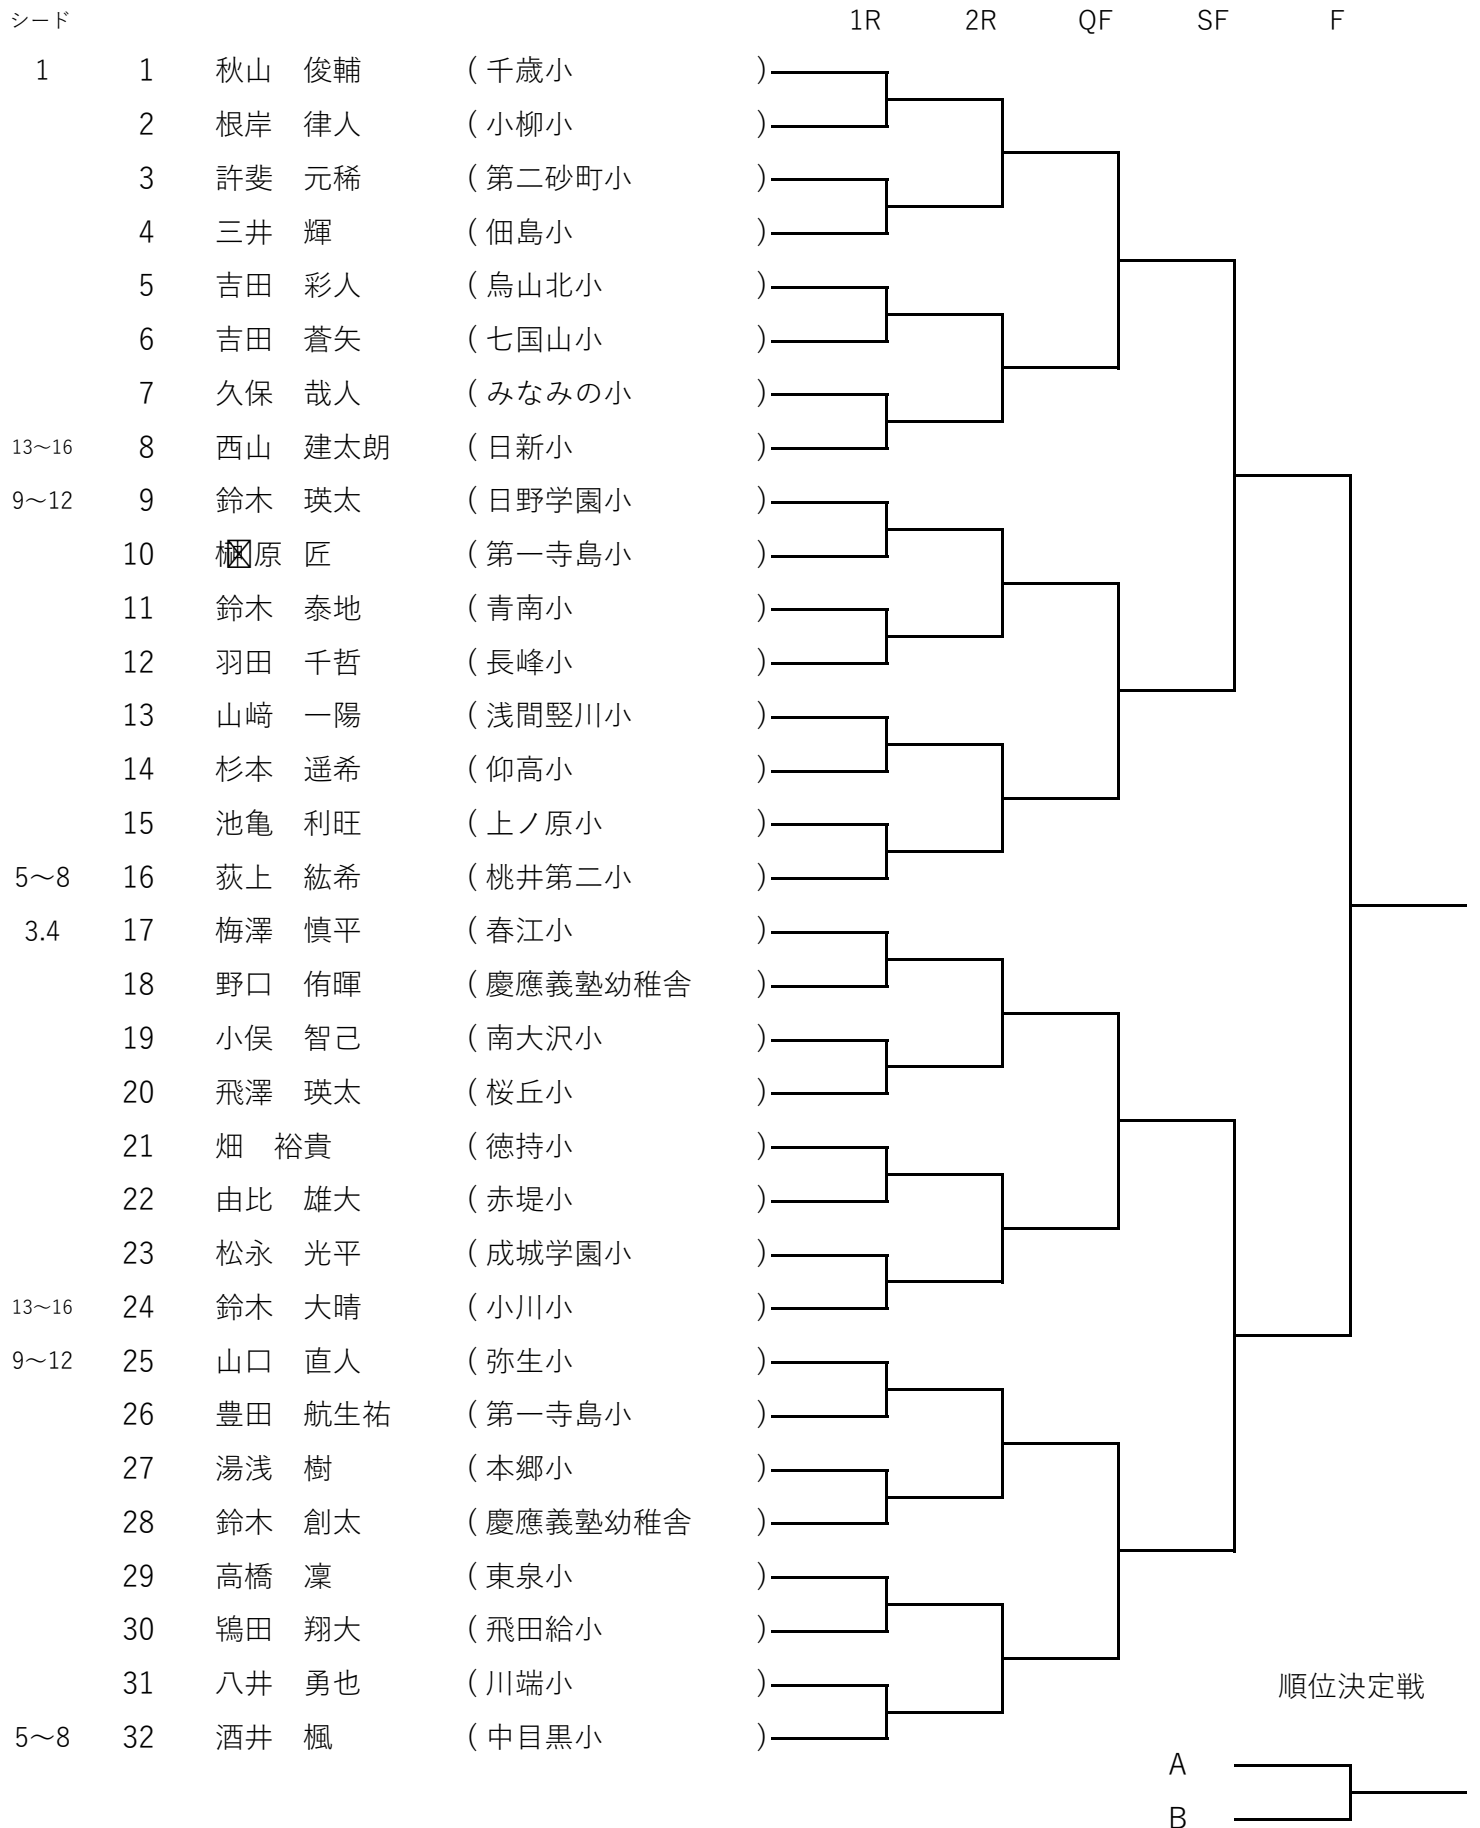 シード 1R 2R QF SF F
1 1 秋山 俊輔 ( 千歳小 )
2 根岸 律人 ( 小柳小 )
3 許斐 元稀 ( 第二砂町小 )
4 三井 輝 ( 佃島小 )
5 吉田 彩人 ( 烏山北小 )
6 吉田 蒼矢 ( 七国山小 )
7 久保 哉人 ( みなみの小 )
13～16 8 西山 建太朗 ( 日新小 )
9～12 9 鈴木 瑛太 ( 日野学園小 )
10 原 匠 ( 第一寺島小 )
11 鈴木 泰地 ( 青南小 )
12 羽田 千哲 ( 長峰小 )
13 山﨑 一陽 ( 浅間竪川小 )
14 杉本 遥希 ( 仰高小 )
15 池亀 利旺 ( 上ノ原小 )
5～8 16 荻上 紘希 ( 桃井第二小 )
3.4 17 梅澤 慎平 ( 春江小 )
18 野口 侑暉 ( 慶應義塾幼稚舎 )
19 小俣 智己 ( 南大沢小 )
20 飛澤 瑛太 ( 桜丘小 )
21 畑 裕貴 ( 徳持小 )
22 由比 雄大 ( 赤堤小 )
23 松永 光平 ( 成城学園小 )
13～16 24 鈴木 大晴 ( 小川小 )
9～12 25 山口 直人 ( 弥生小 )
26 豊田 航生祐 ( 第一寺島小 )
27 湯浅 樹 ( 本郷小 )
28 鈴木 創太 ( 慶應義塾幼稚舎 )
29 高橋 凜 ( 東泉小 )
30 鴇田 翔大 ( 飛田給小 )
31 八井 勇也 ( 川端小 )
5～8 32 酒井 楓 ( 中目黒小 )
順位決定戦
A
B